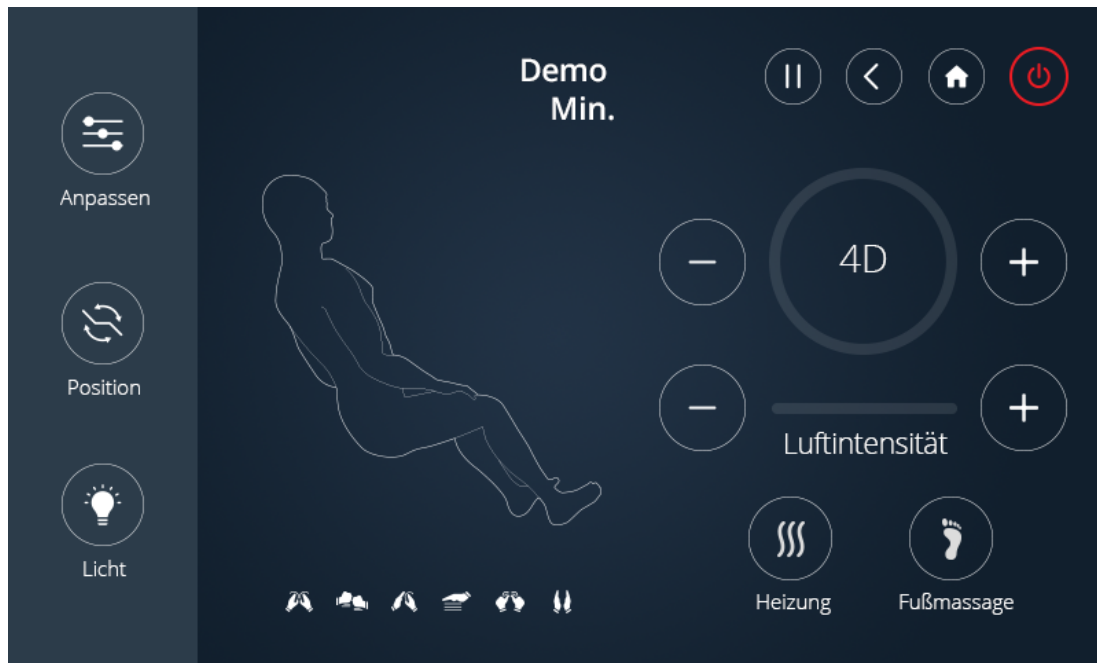 Demo
Min.
Anpassen
4D
Position
Luftintensität
Licht
Heizung
Fußmassage